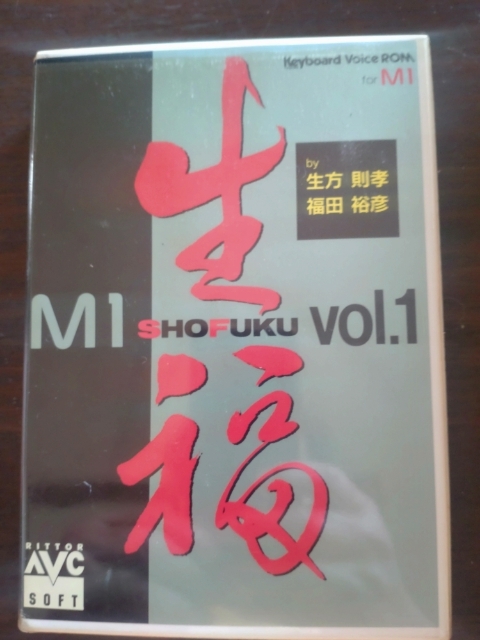 Keyboard Voice ROM
for M1
by
生方 則孝
福田 裕彦
生福
M1 SHOFUKU vol.1
RITTOR
AVC
SOFT